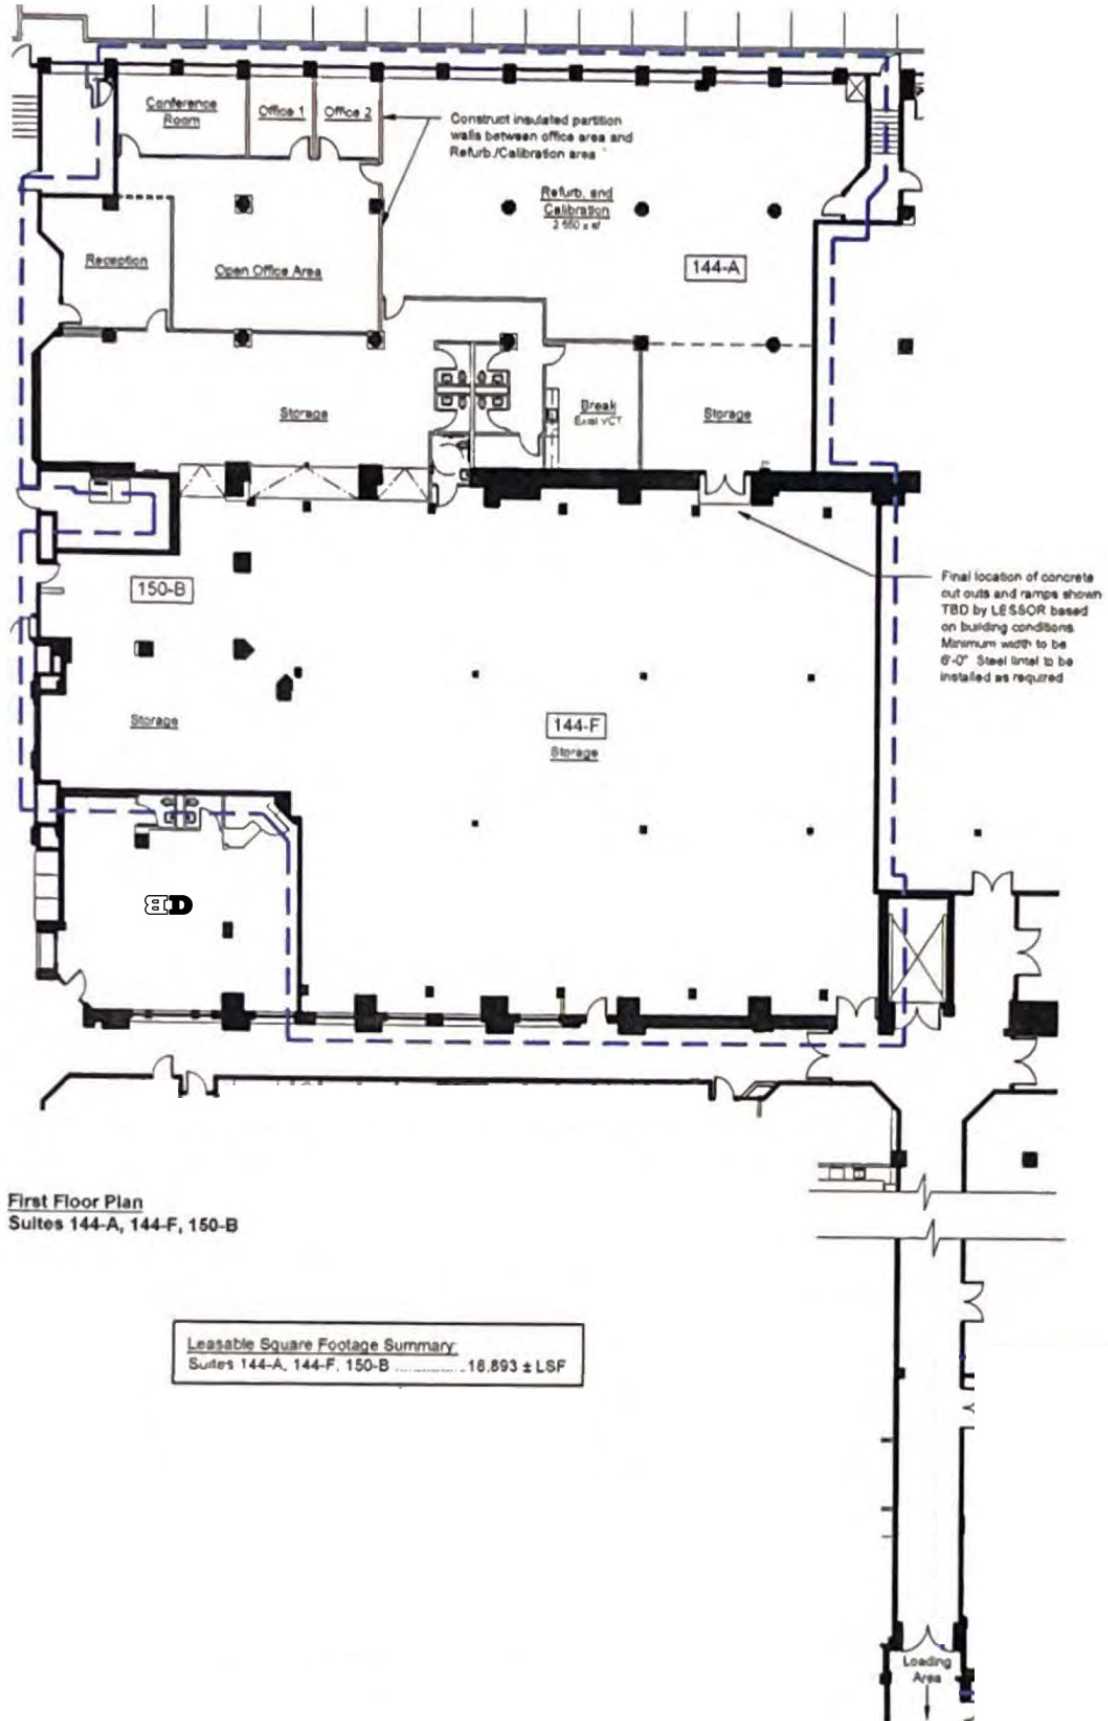 Conference
Room
Office 1
Office 2
Construct insulated partition
walls between office area and
Refurb./Calibration area
Refurb. and
Calibration
144-A
Reception
Open Office Area
Storage
Break
Exist VCT
Storage
150-B
Final location of concrete
cut outs and ramps shown
TBD by LESSOR based
on building conditions.
Minimum width to be
6'-0" Steel lintel to be
installed as required
Storage
144-F
Storage
First Floor Plan
Suites 144-A, 144-F, 150-B
Leasable Square Footage Summary:
Suites 144-A, 144-F, 150-B .............. 16,893 ± LSF
Loading
Area